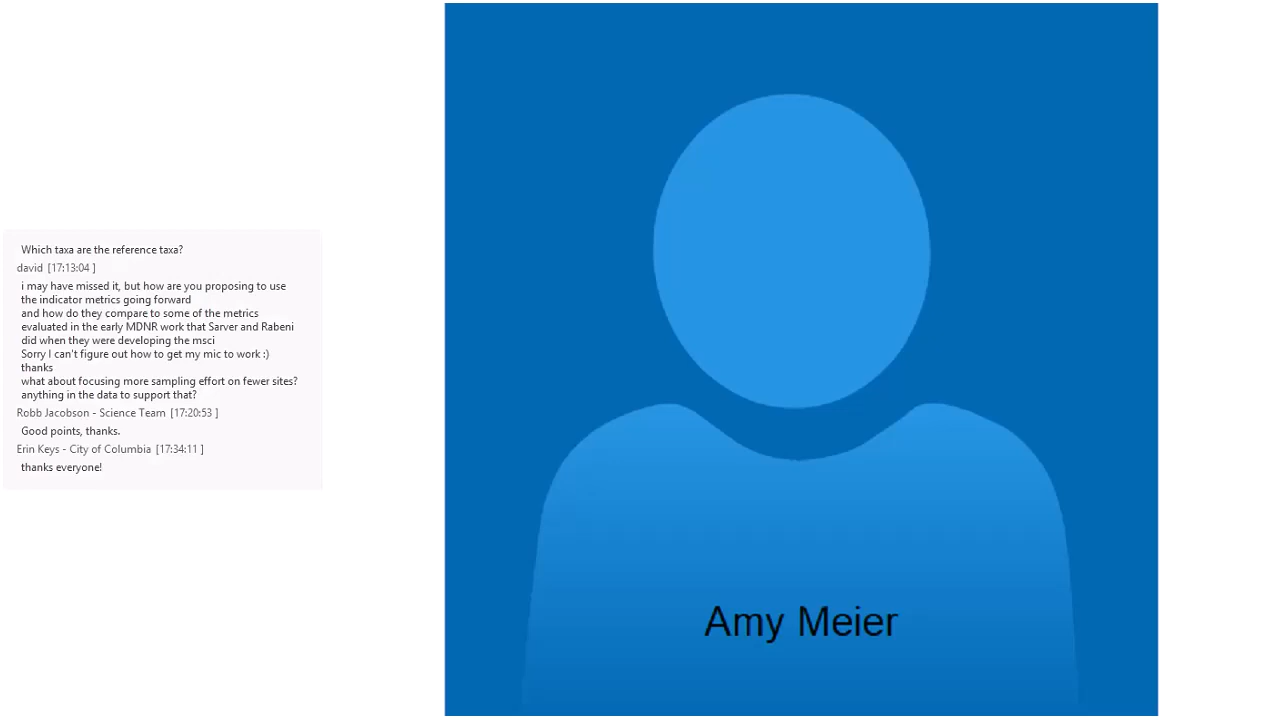 Which taxa are the reference taxa?
david [17:13:04 ]
i may have missed it, but how are you proposing to use
the indicator metrics going forward
and how do they compare to some of the metrics
evaluated in the early MDNR work that Sarver and Rabeni
did when they were developing the msci
Sorry I can't figure out how to get my mic to work :)
thanks
what about focusing more sampling effort on fewer sites?
anything in the data to support that?
Robb Jacobson - Science Team [17:20:53 ]
Good points, thanks.
Erin Keys - City of Columbia [17:34:11 ]
thanks everyone!
Amy Meier